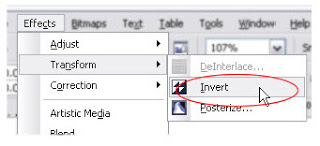 Effects Bitmaps Text Table Tools Window Help
Adjust
107%
Transform
DeInterlace...
Invert
Correction
Posterize...
Artistic Media
Blend